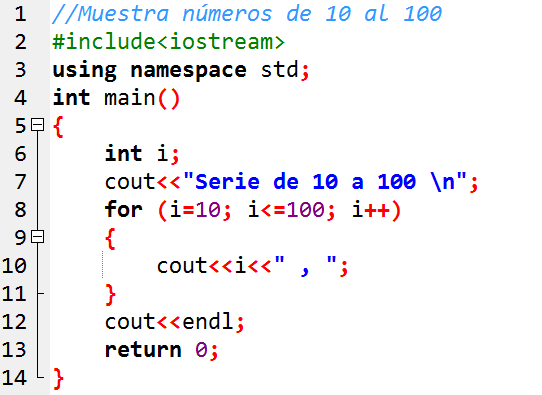 1 //Muestra números de 10 al 100
2 #include<iostream>
3 using namespace std;
4 int main()
5 {
6 int i;
7 cout<<"Serie de 10 a 100 \n";
8 for (i=10; i<=100; i++)
9 {
10 cout<<i<<" , ";
11 }
12 cout<<endl;
13 return 0;
14 }